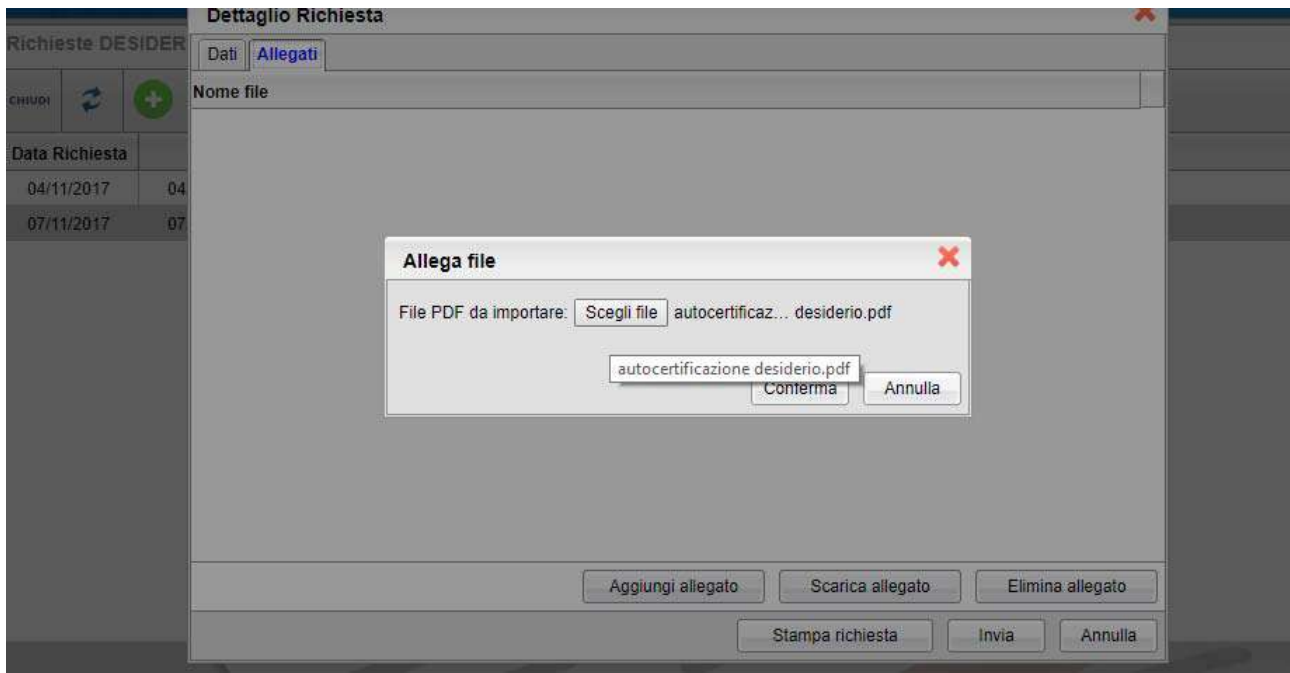 Dettaglio Richiesta
Richieste DESIDER
Dati Allegati
CHIUDI
Nome file
Data Richiesta
04/11/2017 04
07/11/2017 07
Allega file
File PDF da importare: Scegli file autocertificaz... desiderio.pdf
autocertificazione desiderio.pdf
Conferma Annulla
Aggiungi allegato Scarica allegato Elimina allegato
Stampa richiesta Invia Annulla